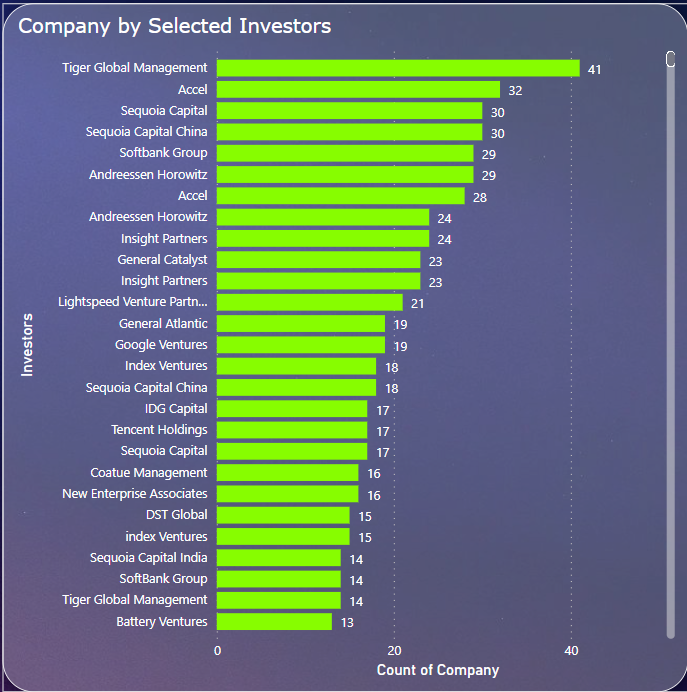 Company by Selected Investors
Tiger Global Management 41
Accel 32
Sequoia Capital 30
Sequoia Capital China 30
Softbank Group 29
Andreessen Horowitz 29
Accel 28
Andreessen Horowitz 24
Insight Partners 24
General Catalyst 23
Insight Partners 23
Lightspeed Venture Partn... 21
General Atlantic 19
Google Ventures 19
Index Ventures 18
Sequoia Capital China 18
IDG Capital 17
Tencent Holdings 17
Sequoia Capital 17
Coatue Management 16
New Enterprise Associates 16
DST Global 15
index Ventures 15
Sequoia Capital India 14
SoftBank Group 14
Tiger Global Management 14
Battery Ventures 13
Investors
0 20 40
Count of Company